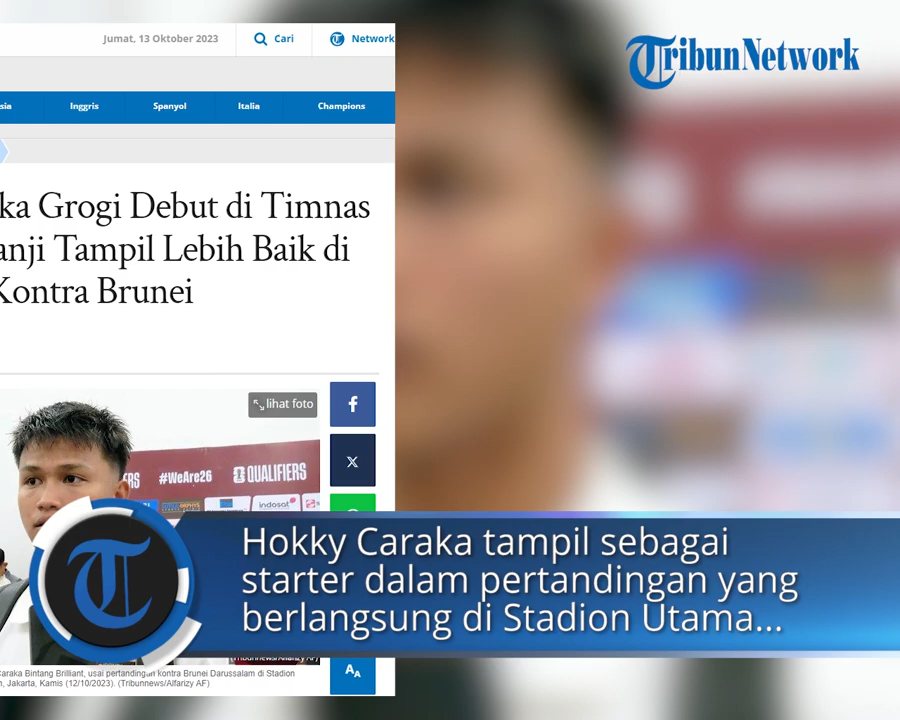 Jumat, 13 Oktober 2023
Cari
Network
TribunNetwork
sia
Inggris
Spanyol
Italia
Champions
ka Grogi Debut di Timnas
anji Tampil Lebih Baik di
Kontra Brunei
lihat foto
ERS
#WeAre26
QUALIFIERS
indosat
Hokky Caraka tampil sebagai
starter dalam pertandingan yang
berlangsung di Stadion Utama...
(Tribunnews/Alfarizy AF)
Caraka Bintang Brilliant, usai pertandingan kontra Brunei Darussalam di Stadion
, Jakarta, Kamis (12/10/2023). (Tribunnews/Alfarizy AF)
AA